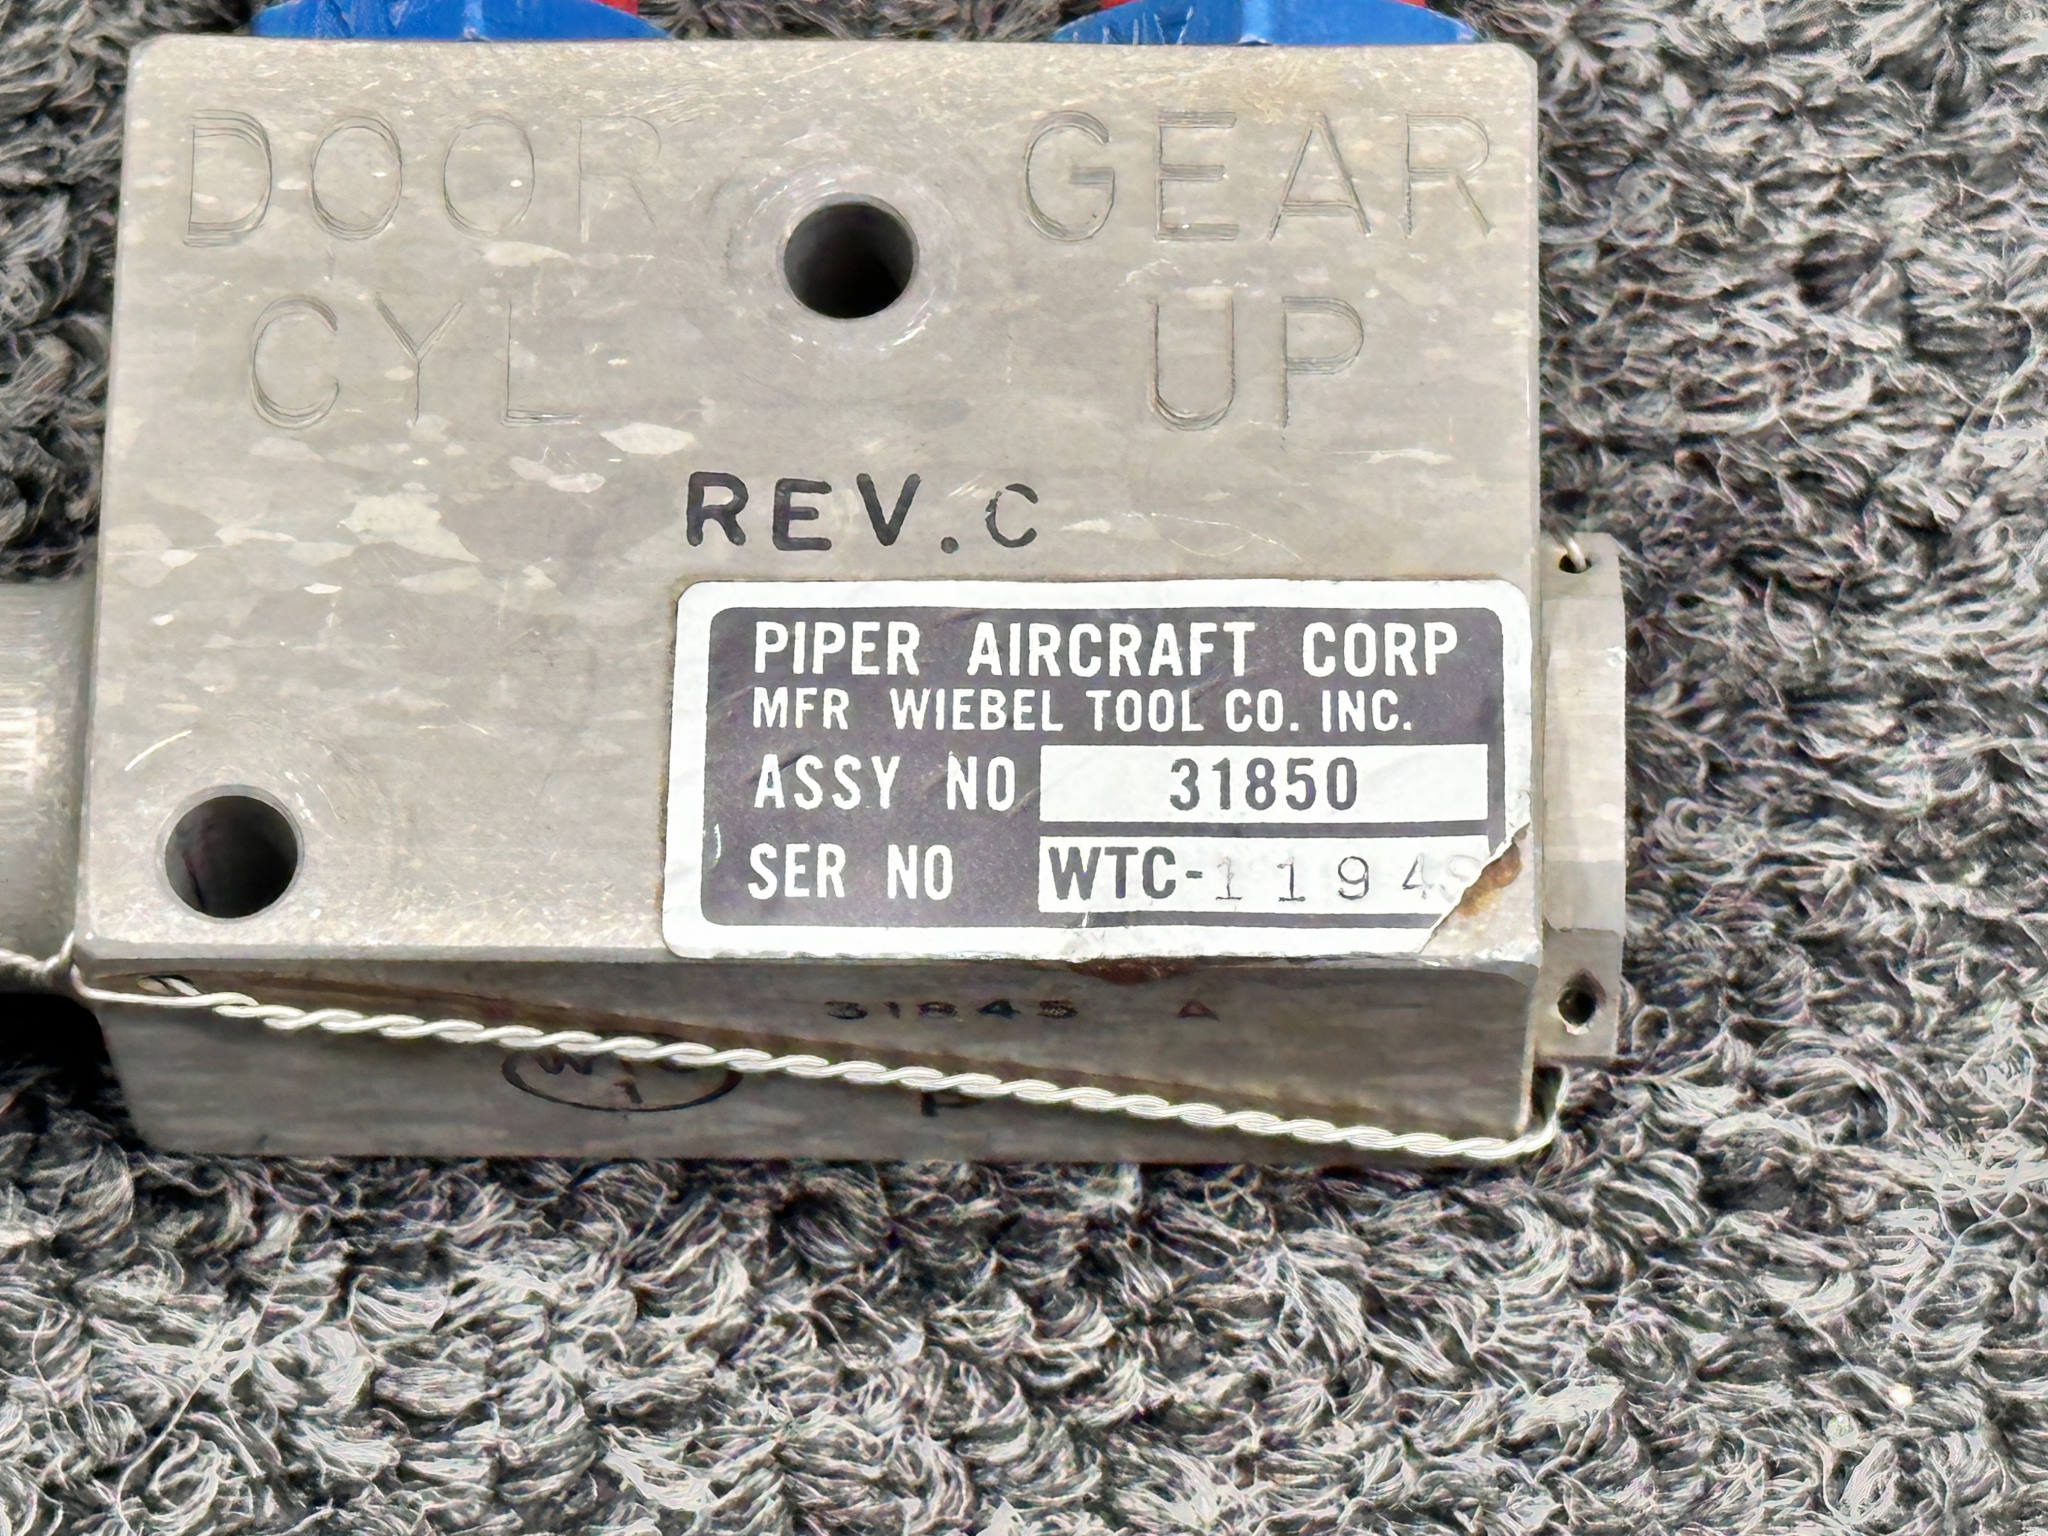 DOOR GEAR
CYL UP
REV.C
PIPER AIRCRAFT CORP
MFR WIEBEL TOOL CO. INC.
ASSY NO 31850
SER NO WTC-1194
31845 A